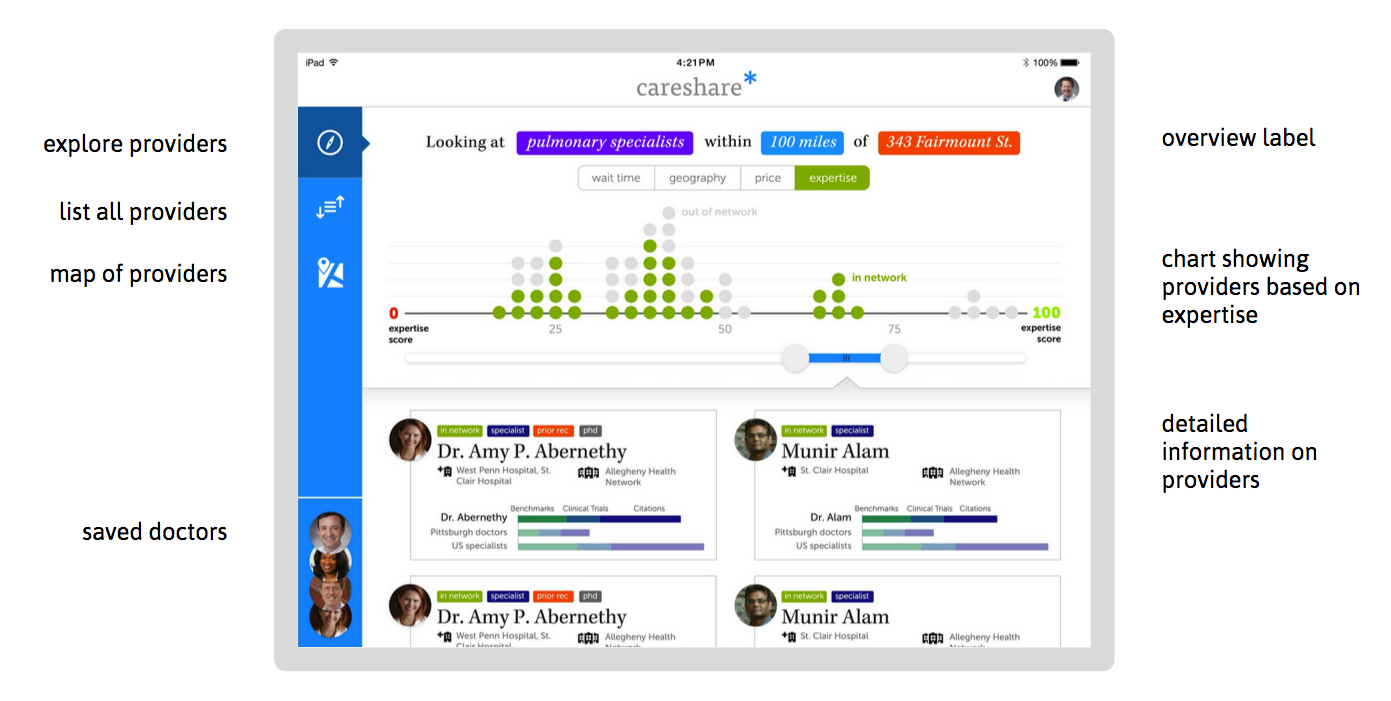 iPad 4:21PM 100%
careshare*
explore providers
list all providers
map of providers
saved doctors
Looking at pulmonary specialists within 100 miles of 343 Fairmount St.
wait time geography price expertise
out of network
in network
0 25 50 75 100
expertise score
expertise score
overview label
chart showing
providers based on
expertise
detailed
information on
providers
in network specialist prior rec phd
Dr. Amy P. Abernethy
West Penn Hospital, St.
Clair Hospital
Allegheny Health
Network
Benchmarks Clinical Trials Citations
Dr. Abernethy
Pittsburgh doctors
US specialists
in network specialist
Munir Alam
St. Clair Hospital
Allegheny Health
Network
Benchmarks Clinical Trials Citations
Dr. Alam
Pittsburgh doctors
US specialists
in network specialist prior rec phd
Dr. Amy P. Abernethy
West Penn Hospital, St.
Clair Hospital
Allegheny Health
Network
in network specialist
Munir Alam
St. Clair Hospital
Allegheny Health
Network